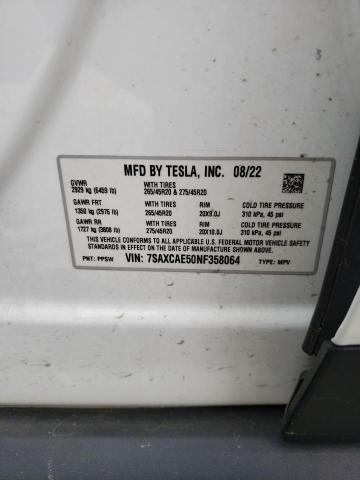 MFD BY TESLA, INC. 08/22
GVWR WITH TIRES
2929 kg (6459 lb) 265/45R20 & 275/45R20
GAWR FRT WITH TIRES RIM COLD TIRE PRESSURE
1350 kg (2976 lb) 265/45R20 20X9.0J 310 kPa, 45 psi
GAWR RR WITH TIRES RIM COLD TIRE PRESSURE
1727 kg (3808 lb) 275/45R20 20X10.0J 310 kPa, 45 psi
THIS VEHICLE CONFORMS TO ALL APPLICABLE U.S. FEDERAL MOTOR VEHICLE
SAFETY STANDARDS IN EFFECT ON THE DATE OF MANUFACTURE SHOWN ABOVE.
PNT: PPSW VIN: 7SAXCAE50NF358064 TYPE: MPV